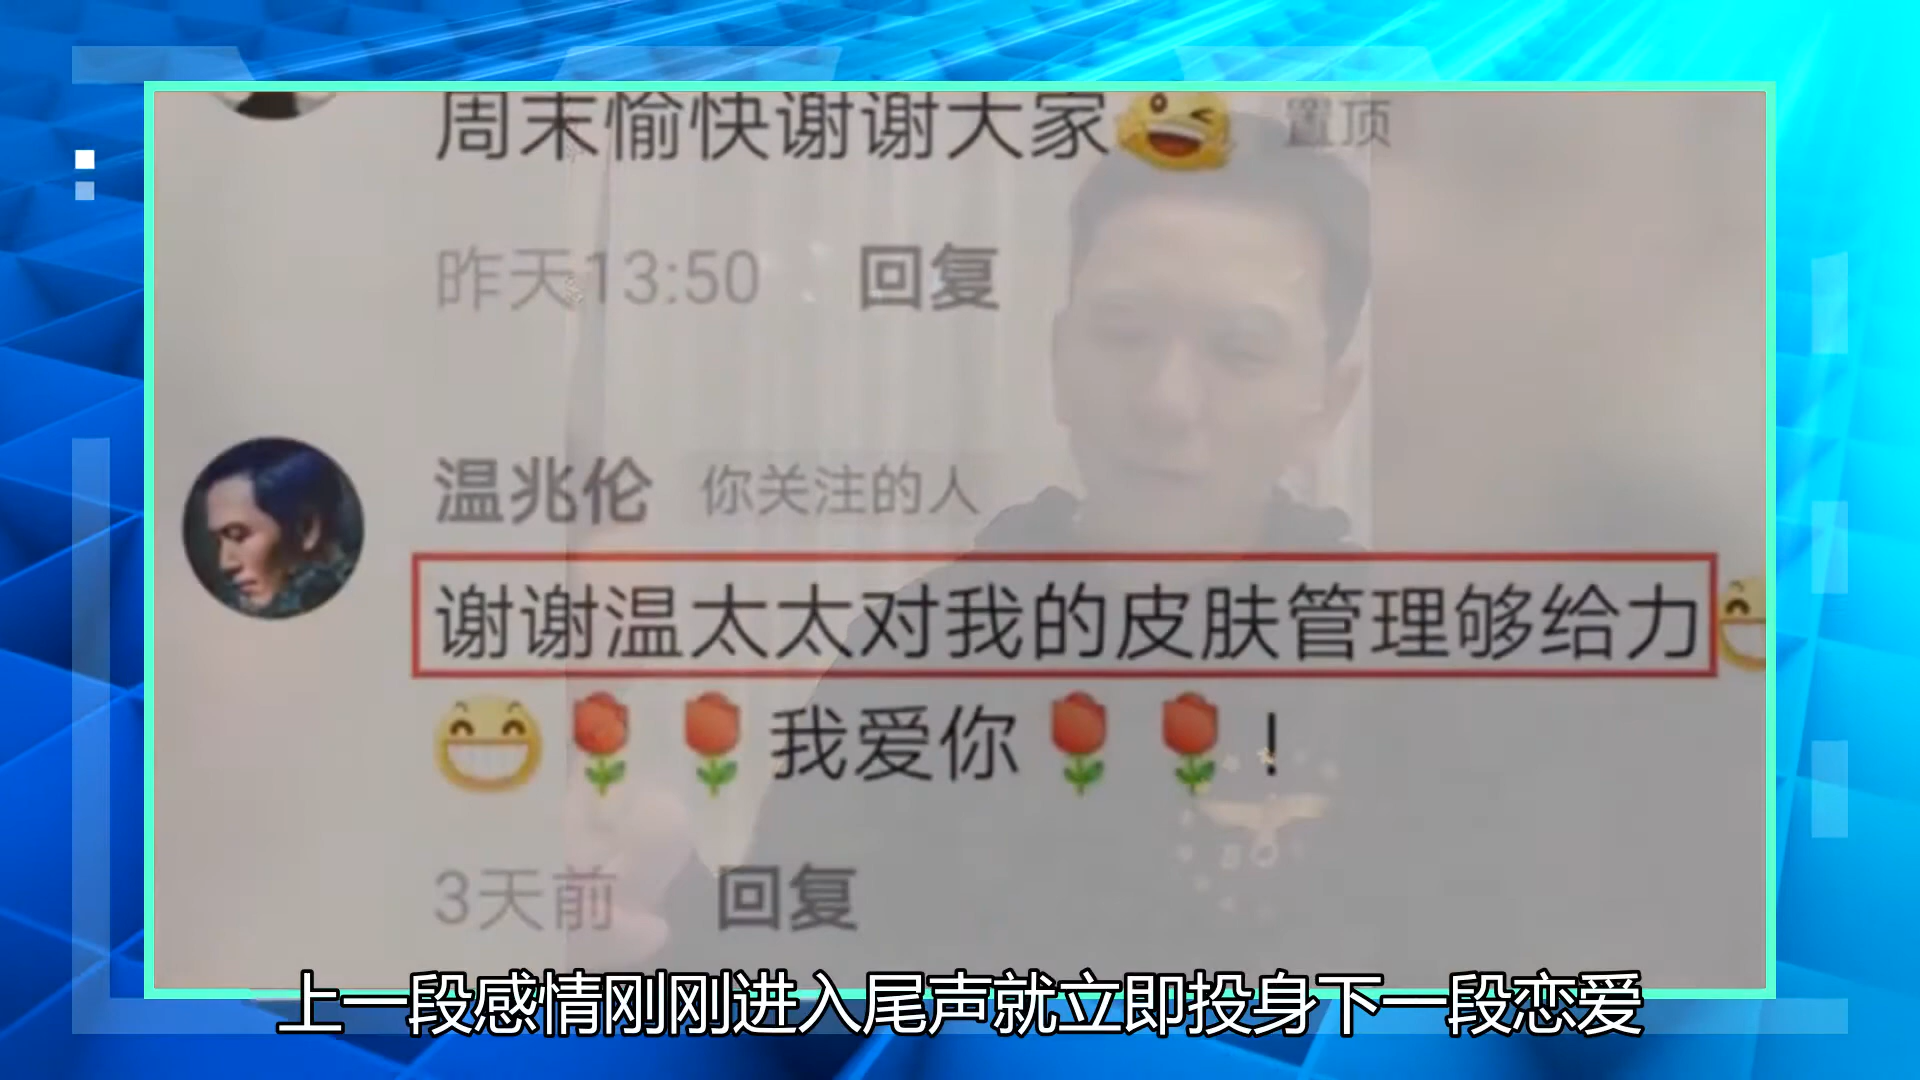 周末愉快谢谢大家 置顶
昨天13:50 回复
温兆伦 你关注的人
谢谢温太太对我的皮肤管理够给力
我爱你 !
3天前 回复
上一段感情刚刚进入尾声就立即投身下一段恋爱